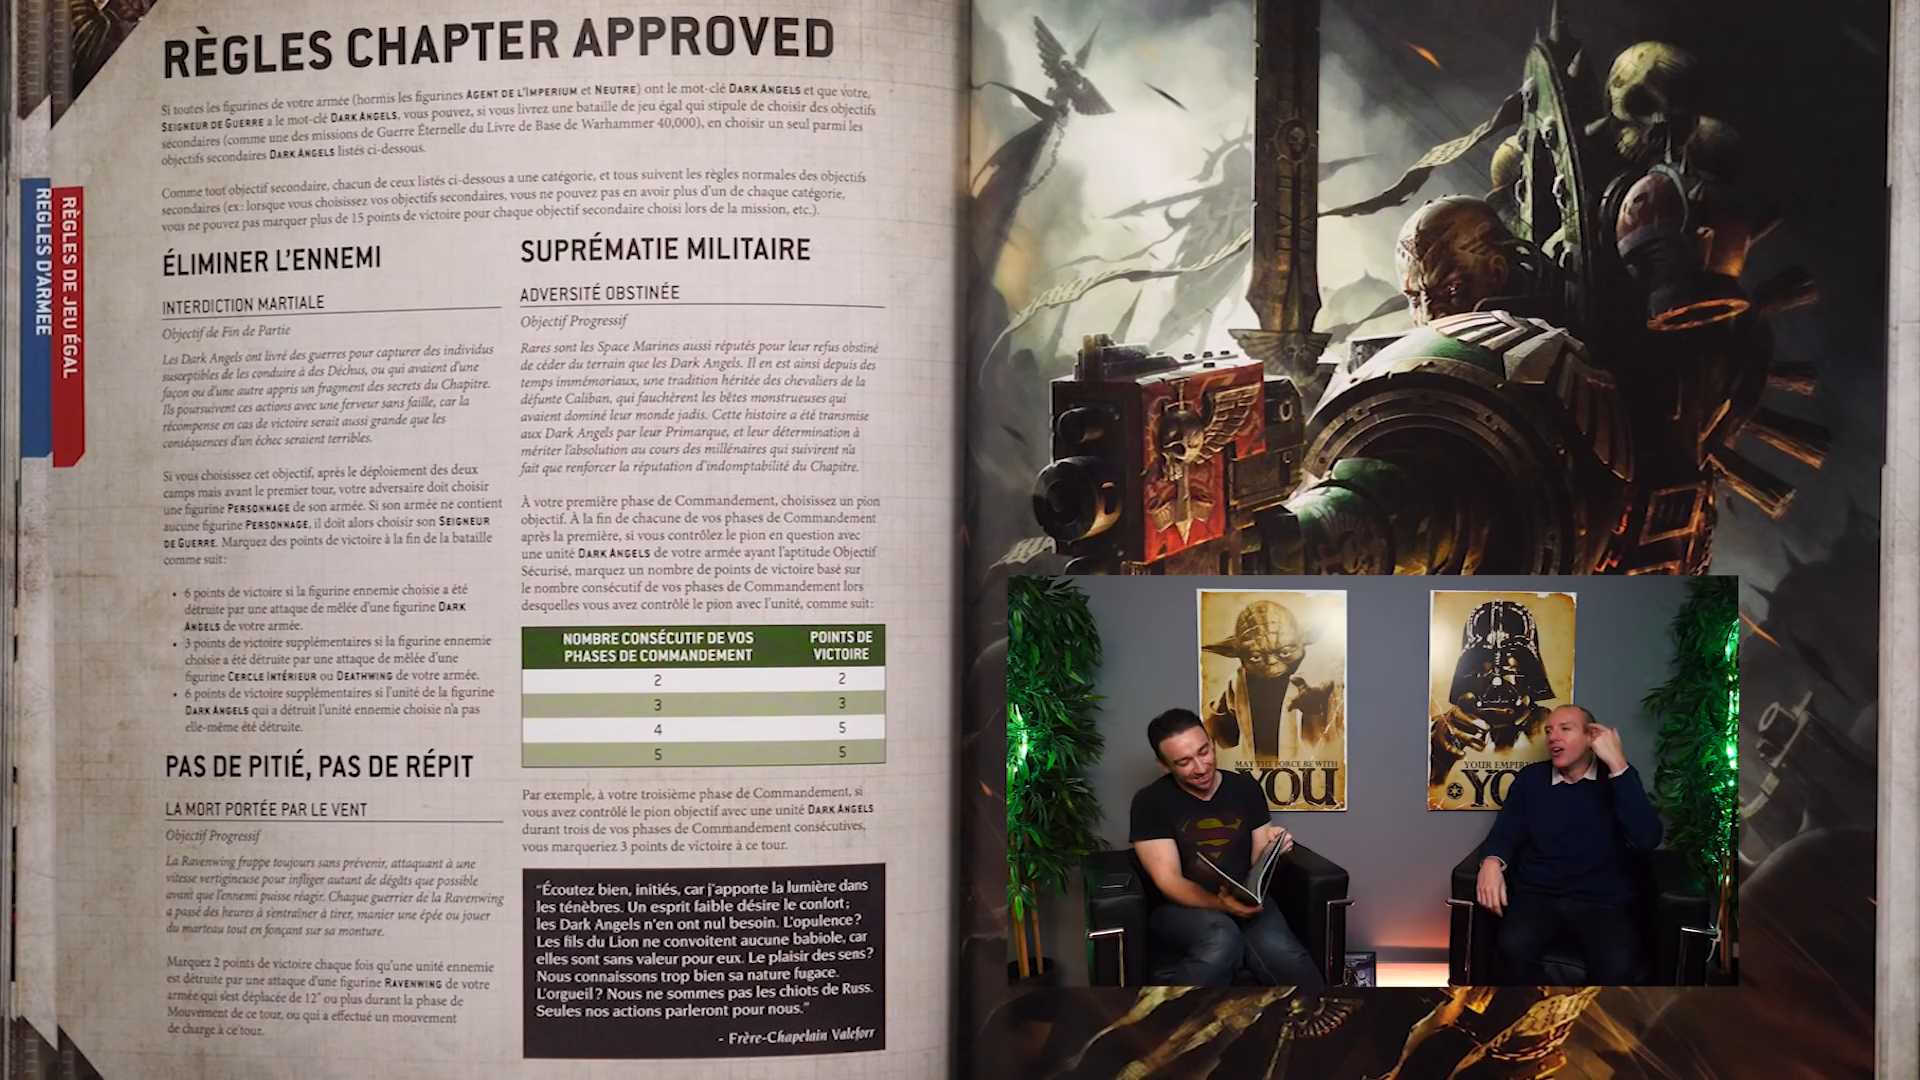 RÈGLES CHAPTER APPROVED
Si toutes les figurines de votre armée (hormis les figurines AGENT DE L'IMPERIUM et NEUTRE) ont le mot-clé DARK ANGELS et que votre
SEIGNEUR DE GUERRE a le mot-clé DARK ANGELS, vous pouvez, si vous livrez une bataille de jeu égal qui stipule de choisir des objectifs
secondaires (comme une des missions de Guerre Éternelle du Livre de Base de Warhammer 40,000), en choisir un seul parmi les
objectifs secondaires DARK ANGELS listés ci-dessous.
Comme tout objectif secondaire, chacun de ceux listés ci-dessous a une catégorie, et tous suivent les règles normales des objectifs
secondaires (ex : lorsque vous choisissez vos objectifs secondaires, vous ne pouvez pas en avoir plus d'un de chaque catégorie,
vous ne pouvez pas marquer plus de 15 points de victoire pour chaque objectif secondaire choisi lors de la mission, etc.).
RÈGLES D'ARMÉE
RÈGLES DE JEU ÉGAL
ÉLIMINER L'ENNEMI
INTERDICTION MARTIALE
Objectif de Fin de Partie
Les Dark Angels ont livré des guerres pour capturer des individus
susceptibles de les conduire à des Déchus, ou qui avaient d'une
façon ou d'une autre appris un fragment des secrets du Chapitre.
Ils poursuivent ces actions avec une ferveur sans faille, car la
récompense en cas de victoire serait aussi grande que les
conséquences d'un échec seraient terribles.
Si vous choisissez cet objectif, après le déploiement des deux
camps mais avant le premier tour, votre adversaire doit choisir
une figurine PERSONNAGE de son armée. Si son armée ne contient
aucune figurine PERSONNAGE, il doit alors choisir son SEIGNEUR
DE GUERRE. Marquez des points de victoire à la fin de la bataille
comme suit :
• 6 points de victoire si la figurine ennemie choisie a été
détruite par une attaque de mêlée d'une figurine DARK
ANGELS de votre armée.
• 3 points de victoire supplémentaires si la figurine ennemie
choisie a été détruite par une attaque de mêlée d'une
figurine CERCLE INTÉRIEUR ou DEATHWING de votre armée.
• 6 points de victoire supplémentaires si l'unité de la figurine
DARK ANGELS qui a détruit l'unité ennemie choisie n'a pas
elle-même été détruite.
PAS DE PITIÉ, PAS DE RÉPIT
LA MORT PORTÉE PAR LE VENT
Objectif Progressif
La Ravenwing frappe toujours sans prévenir, attaquant à une
vitesse vertigineuse pour infliger autant de dégâts que possible
avant que l'ennemi puisse réagir. Chaque guerrier de la Ravenwing
a passé des heures à s'entraîner à tirer, manier une épée ou jouer
du marteau tout en fonçant sur sa monture.
Marquez 2 points de victoire chaque fois qu'une unité ennemie
est détruite par une attaque d'une figurine RAVENWING de votre
armée qui s'est déplacée de 12" ou plus durant la phase de
Mouvement de ce tour, ou qui a effectué un mouvement
de charge à ce tour.
SUPRÉMATIE MILITAIRE
ADVERSITÉ OBSTINÉE
Objectif Progressif
Rares sont les Space Marines aussi réputés pour leur refus obstiné
de céder du terrain que les Dark Angels. Il en est ainsi depuis des
temps immémoriaux, une tradition héritée des chevaliers de la
défunte Caliban, qui fauchèrent les bêtes monstrueuses qui
avaient dominé leur monde jadis. Cette histoire a été transmise
aux Dark Angels par leur Primarque, et leur détermination à
mériter l'absolution au cours des millénaires qui suivirent n'a
fait que renforcer la réputation d'indomptabilité du Chapitre.
À votre première phase de Commandement, choisissez un pion
objectif. À la fin de chacune de vos phases de Commandement
après la première, si vous contrôlez le pion en question avec
une unité DARK ANGELS de votre armée ayant l'aptitude Objectif
Sécurisé, marquez un nombre de points de victoire basé sur
le nombre consécutif de vos phases de Commandement lors
desquelles vous avez contrôlé le pion avec l'unité, comme suit :
NOMBRE CONSÉCUTIF DE VOS PHASES DE COMMANDEMENT POINTS DE VICTOIRE
2 2
3 3
4 5
5 5
Par exemple, à votre troisième phase de Commandement, si
vous avez contrôlé le pion objectif avec une unité DARK ANGELS
durant trois de vos phases de Commandement consécutives,
vous marqueriez 3 points de victoire à ce tour.
"Écoutez bien, initiés, car j'apporte la lumière dans
les ténèbres. Un esprit faible désire le confort ;
les Dark Angels n'en ont nul besoin. L'opulence ?
Les fils du Lion ne convoitent aucune babiole, car
elles sont sans valeur pour eux. Le plaisir des sens ?
Nous connaissons trop bien sa nature fugace.
L'orgueil ? Nous ne sommes pas les chiots de Russ.
Seules nos actions parleront pour nous."
- Frère-Chapelain Valeforr
MAY THE FORCE BE WITH
YOU
YOUR EMPIRE
YO